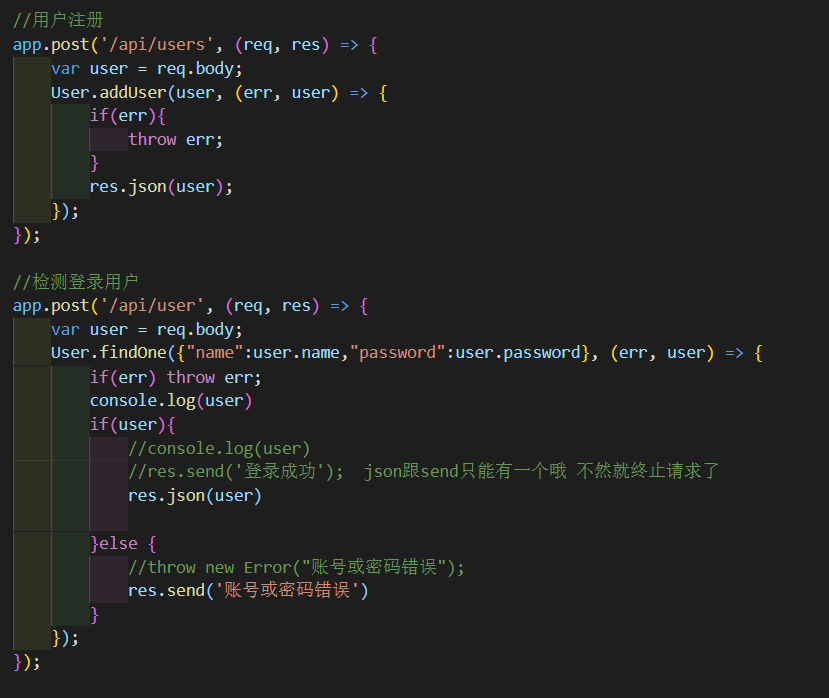 //用户注册
app.post('/api/users', (req, res) => {
    var user = req.body;
    User.addUser(user, (err, user) => {
        if(err){
            throw err;
        }
        res.json(user);
    });
});

//检测登录用户
app.post('/api/user', (req, res) => {
    var user = req.body;
    User.findOne({"name":user.name,"password":user.password}, (err, user) => {
        if(err) throw err;
        console.log(user)
        if(user){
            //console.log(user)
            //res.send('登录成功');  json跟send只能有一个哦 不然就终止请求了
            res.json(user)

        }else {
            //throw new Error("账号或密码错误");
            res.send('账号或密码错误')
        }
    });
});